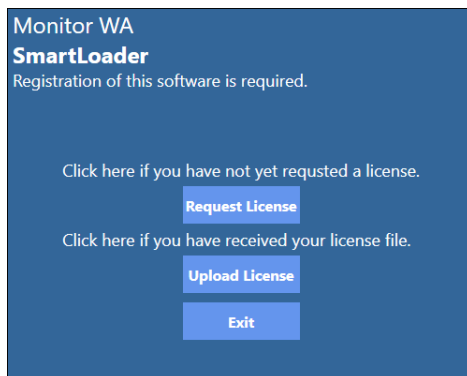 Monitor WA
SmartLoader
Registration of this software is required.
Click here if you have not yet requsted a license.
Request License
Click here if you have received your license file.
Upload License
Exit